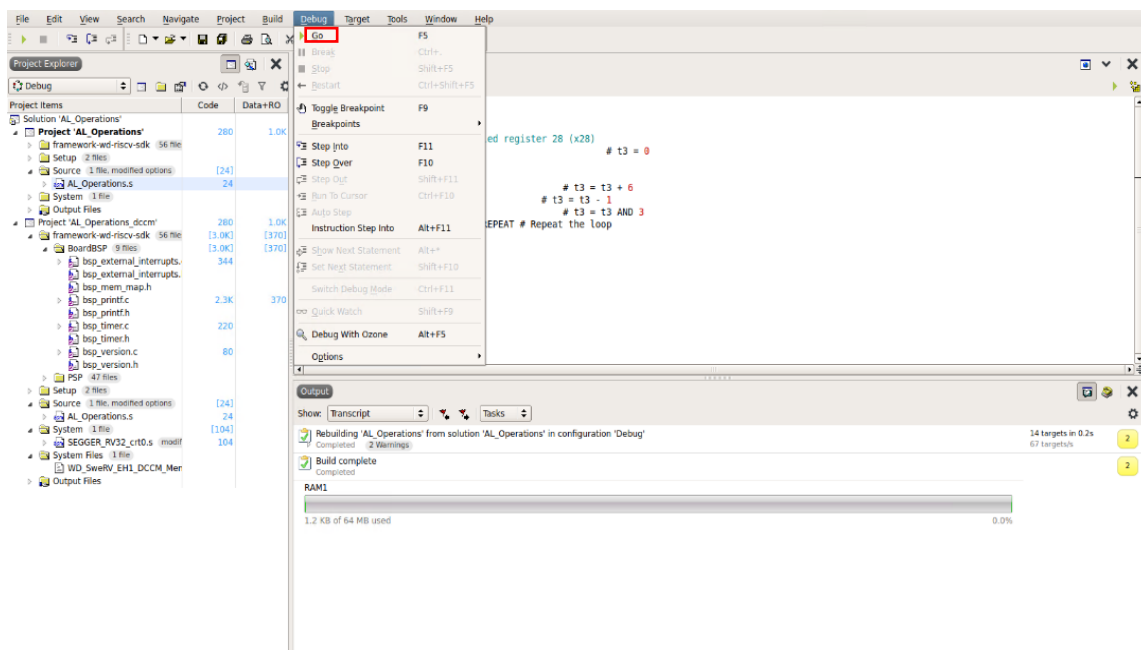 File Edit View Search Navigate Project Build Debug Target Tools Window Help
Project Explorer
Debug
Project Items Code Data+RO
Solution 'AL_Operations'
Project 'AL_Operations' 280 1.0K
framework-wd-riscv-sdk 56 file
Setup 2 files
Source 1 file, modified options [24]
AL_Operations.s 24
System 1 file
Output Files
Project 'AL_Operations_dccm' 280 1.0K
framework-wd-riscv-sdk 56 file [3.0K] [370]
BoardBSP 9 files [3.0K] [370]
bsp_external_interrupts. 344
bsp_external_interrupts.
bsp_mem_map.h
bsp_printf.c 2.3K 370
bsp_printf.h
bsp_timer.c 220
bsp_timer.h
bsp_version.c 80
bsp_version.h
PSP 47 files
Setup 2 files
Source 1 file, modified options [24]
AL_Operations.s 24
System 1 file [104]
SEGGER_RV32_crt0.s modif 104
System Files 1 file
WD_SweRV_EH1_DCCM_Mer
Output Files
Go F5
Break Ctrl+.
Stop Shift+F5
Restart Ctrl+Shift+F5
Toggle Breakpoint F9
Breakpoints
Step Into F11
Step Over F10
Step Out Shift+F11
Run To Cursor Ctrl+F10
Auto Step
Instruction Step Into Alt+F11
Show Next Statement Alt+*
Set Next Statement Shift+F10
Switch Debug Mode Ctrl+F11
Quick Watch Shift+F9
Debug With Ozone Alt+F5
Options
ed register 28 (x28)
# t3 = 0
# t3 = t3 + 6
# t3 = t3 - 1
# t3 = t3 AND 3
REPEAT # Repeat the loop
Output
Show: Transcript Tasks
Rebuilding 'AL_Operations' from solution 'AL_Operations' in configuration 'Debug' 14 targets in 0.2s 2
Completed 2 Warnings 67 targets/s
Build complete 2
Completed
RAM1
1.2 KB of 64 MB used 0.0%